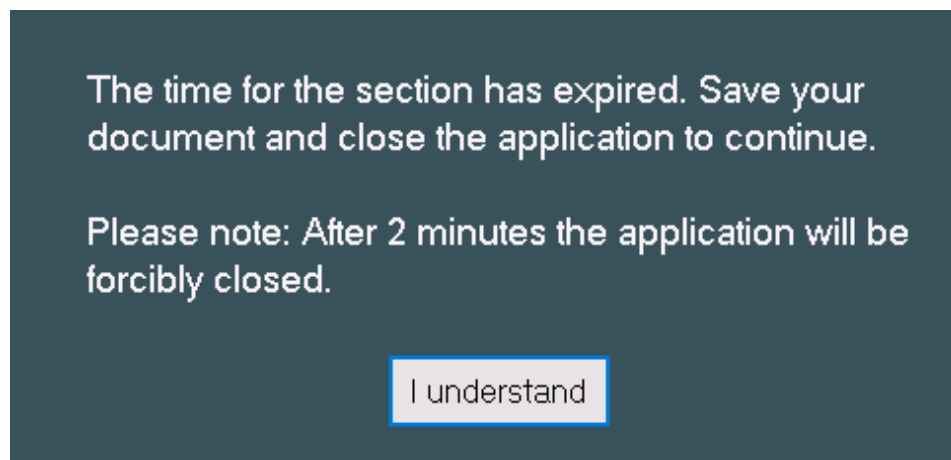 The time for the section has expired. Save your
document and close the application to continue.
Please note: After 2 minutes the application will be
forcibly closed.
I understand